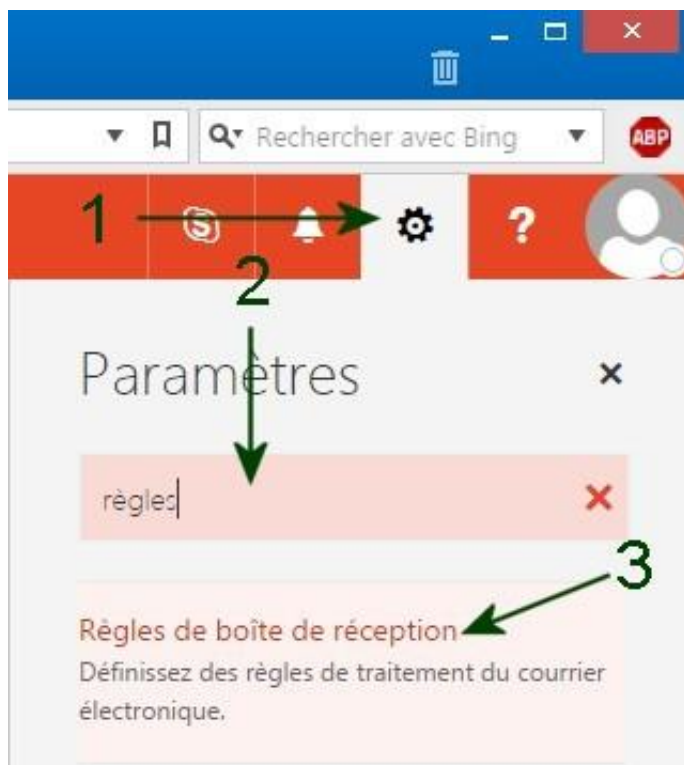 Rechercher avec Bing
ABP
1
S
?
2
Paramètres
règles
3
Règles de boîte de réception
Définissez des règles de traitement du courrier
électronique.